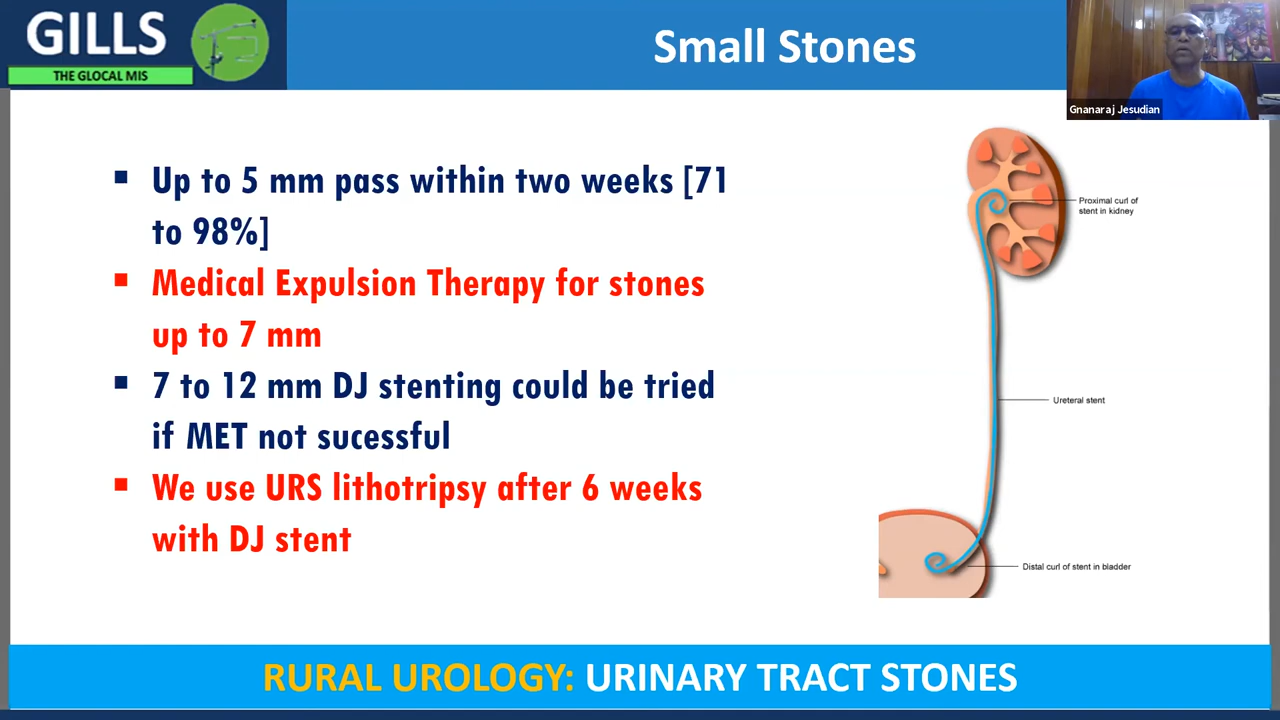 GILLS
THE GLOCAL MIS
Small Stones
Gnanaraj Jesudian
▪ Up to 5 mm pass within two weeks [71
to 98%]
▪ Medical Expulsion Therapy for stones
up to 7 mm
▪ 7 to 12 mm DJ stenting could be tried
if MET not sucessful
▪ We use URS lithotripsy after 6 weeks
with DJ stent
Proximal curl of
stent in kidney
Ureteral stent
Distal curl of stent in bladder
RURAL UROLOGY: URINARY TRACT STONES